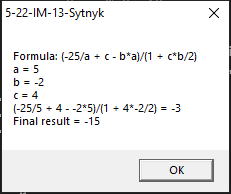 5-22-IM-13-Sytnyk
Formula: (-25/a + c - b*a)/(1 + c*b/2)
a = 5
b = -2
c = 4
(-25/5 + 4 - -2*5)/(1 + 4*-2/2) = -3
Final result = -15
OK